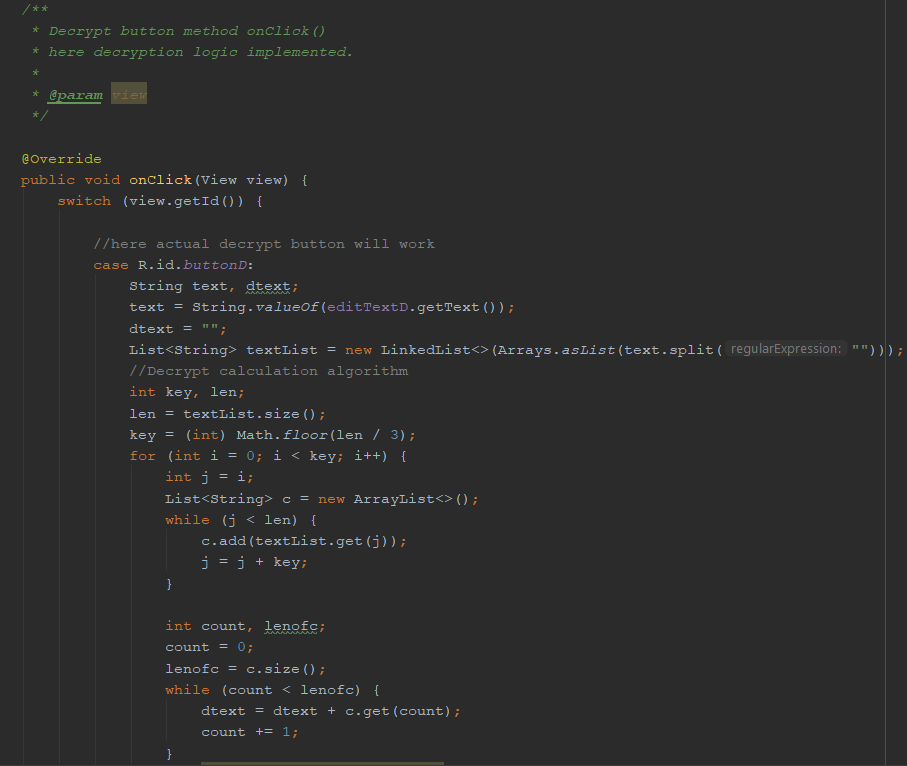 /**
 * Decrypt button method onClick()
 * here decryption logic implemented.
 *
 * @param view
 */
@Override
public void onClick(View view) {
switch (view.getId()) {
//here actual decrypt button will work
case R.id.buttonD:
String text, dtext;
text = String.valueOf(editTextD.getText());
dtext = "";
List<String> textList = new LinkedList<>(Arrays.asList(text.split( regularExpression: "")));
//Decrypt calculation algorithm
int key, len;
len = textList.size();
key = (int) Math.floor(len / 3);
for (int i = 0; i < key; i++) {
int j = i;
List<String> c = new ArrayList<>();
while (j < len) {
c.add(textList.get(j));
j = j + key;
}
int count, lenofc;
count = 0;
lenofc = c.size();
while (count < lenofc) {
dtext = dtext + c.get(count);
count += 1;
}